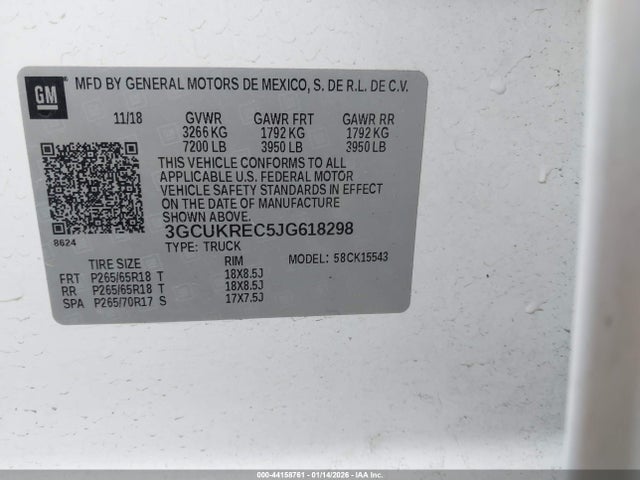 GM
MFD BY GENERAL MOTORS DE MEXICO, S. DE R.L. DE C.V.
11/18 GVWR GAWR FRT GAWR RR
3266 KG 1792 KG 1792 KG
7200 LB 3950 LB 3950 LB
THIS VEHICLE CONFORMS TO ALL
APPLICABLE U.S. FEDERAL MOTOR
VEHICLE SAFETY STANDARDS IN EFFECT
ON THE DATE OF MANUFACTURE
SHOWN ABOVE.
8624
3GCUKREC5JG618298
TYPE: TRUCK MODEL: 58CK15543
TIRE SIZE RIM
FRT P265/65R18 T 18X8.5J
RR P265/65R18 T 18X8.5J
SPA P265/70R17 S 17X7.5J
000-44158761 - 01/14/2026 - IAA Inc.